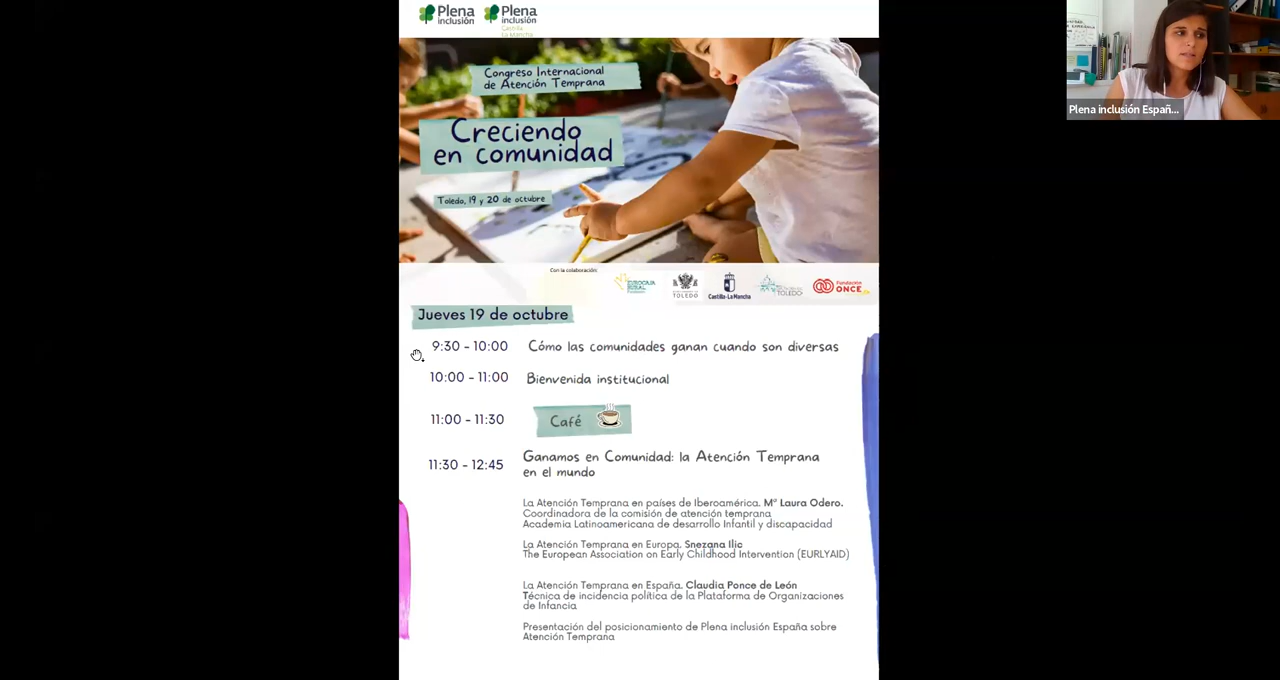 Plena inclusión
Plena inclusión Castilla La Mancha
Congreso Internacional
de Atención Temprana
Creciendo
en comunidad
Toledo, 19 y 20 de octubre
Plena inclusión Españ...
Con la colaboración:
EUROCAJA RURAL
TOLEDO
Castilla-La Mancha
TOLEDO
Fundación ONCE
Jueves 19 de octubre
9:30 - 10:00 Cómo las comunidades ganan cuando son diversas
10:00 - 11:00 Bienvenida institucional
11:00 - 11:30 Café
11:30 - 12:45 Ganamos en Comunidad: la Atención Temprana
en el mundo
La Atención Temprana en países de Iberoamérica. Mª Laura Odero.
Coordinadora de la comisión de atención temprana
Academia Latinoamericana de desarrollo Infantil y discapacidad
La Atención Temprana en Europa. Snezana Ilic
The European Association on Early Childhood Intervention (EURLYAID)
La Atención Temprana en España. Claudia Ponce de León
Técnica de incidencia política de la Plataforma de Organizaciones
de Infancia
Presentación del posicionamiento de Plena inclusión España sobre
Atención Temprana